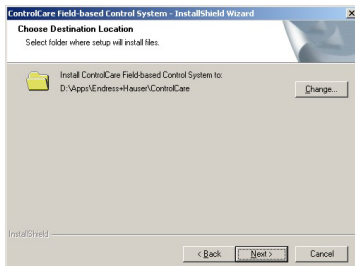 ControlCare Field-based Control System - InstallShield Wizard
Choose Destination Location
Select folder where setup will install files.
Install ControlCare Field-based Control System to:
D:\Apps\Endress+Hauser\ControlCare
Change...
InstallShield
< Back
Next >
Cancel